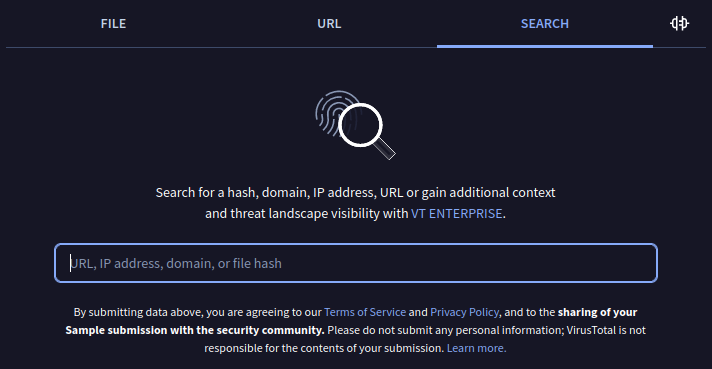 FILE
URL
SEARCH
Search for a hash, domain, IP address, URL or gain additional context
and threat landscape visibility with VT ENTERPRISE.
URL, IP address, domain, or file hash
By submitting data above, you are agreeing to our Terms of Service and Privacy Policy, and to the sharing of your
Sample submission with the security community. Please do not submit any personal information; VirusTotal is not
responsible for the contents of your submission. Learn more.